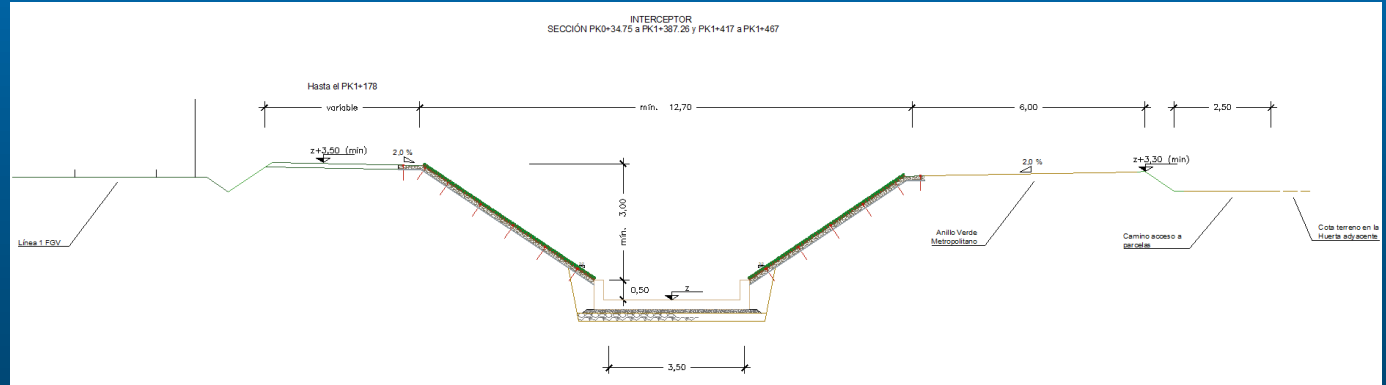 INTERCEPTOR
SECCIÓN PK0+34.75 a PK1+387.26 y PK1+417 a PK1+467
Hasta el PK1+178
variable
mín. 12,70
6,00
2,50
z+3,50 (min)
2,0 %
2,0 %
z+3,30 (min)
mín. 3,00
0,50
z
3,50
Línea 1 FGV
Anillo Verde
Metropolitano
Camino acceso a
parcelas
Cota terreno en la
Huerta adyacente